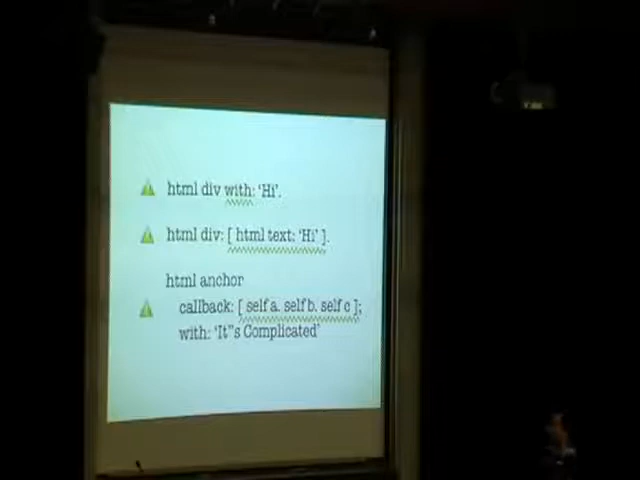 html div with: ‘Hi’.
html div: [ html text: ‘Hi’ ].
html anchor
callback: [ self a. self b. self c ];
with: ‘It’’s Complicated’